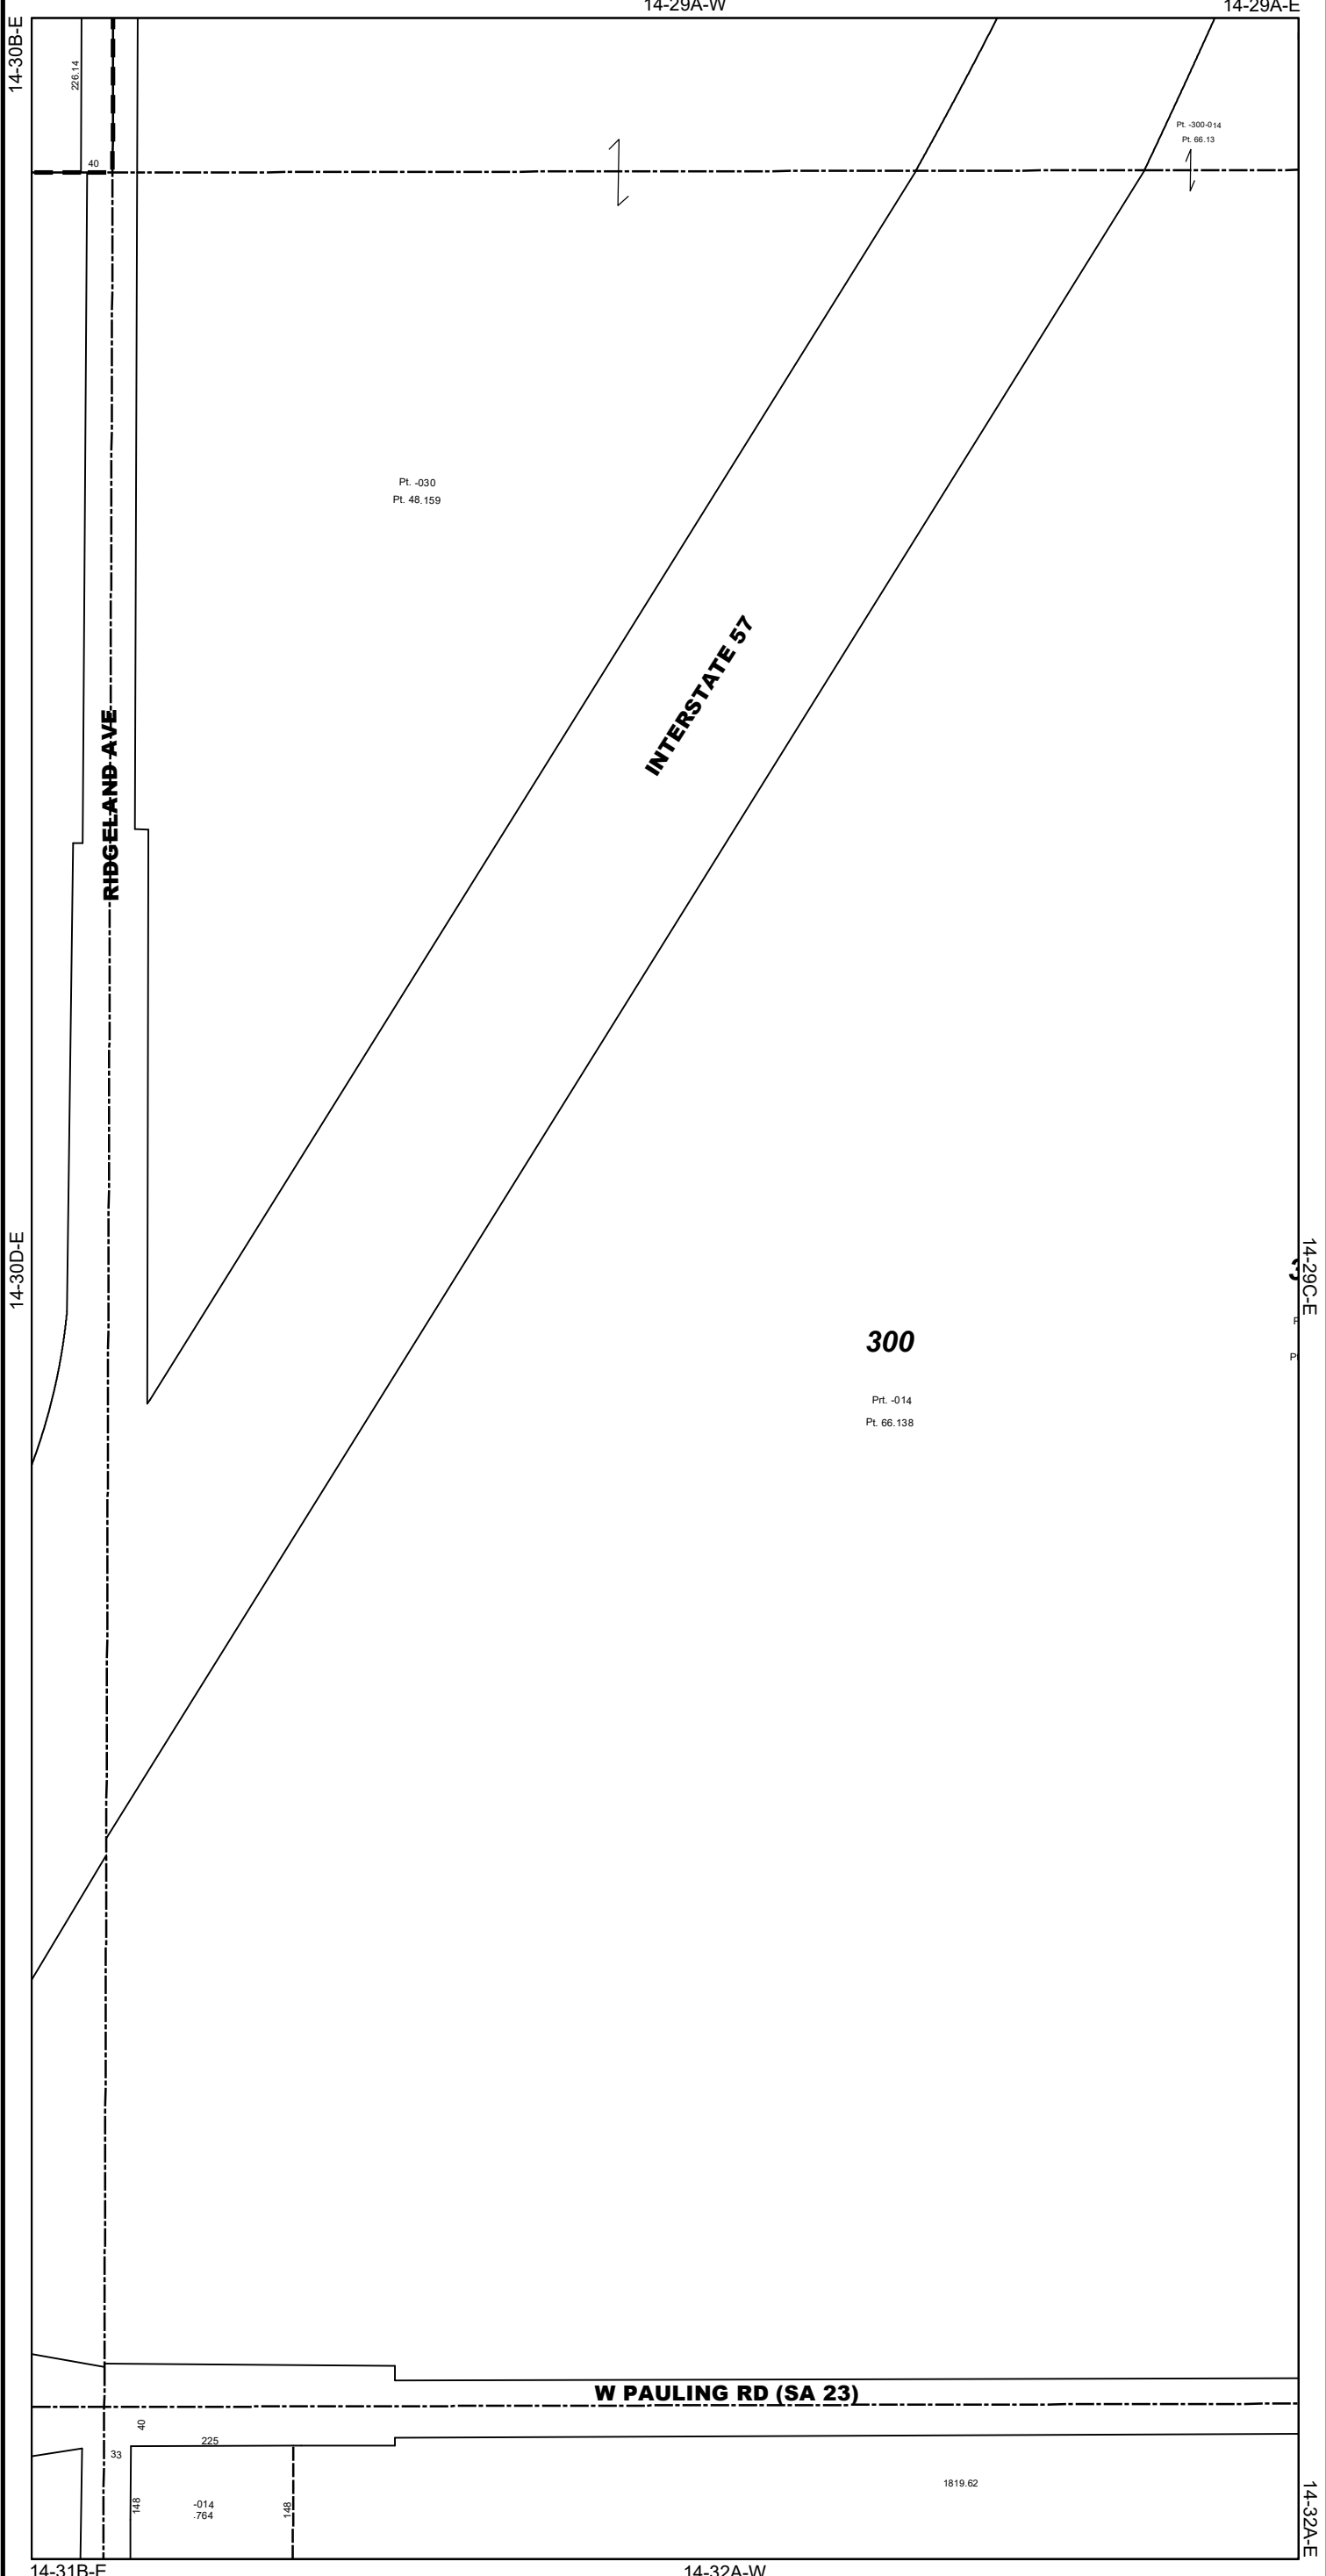 14-29A-W
14-29A-E
14-30B-E
226.14
40
Pt. -300-014
Pt. 66.13
Pt. -030
Pt. 48.159
INTERSTATE 57
RIDGELAND AVE
14-30D-E
14-29C-E
300
Prt. -014
Pt. 66.138
W PAULING RD (SA 23)
40
225
33
148
-014
.764
148
1819.62
14-32A-E
14-31B-E
14-32A-W